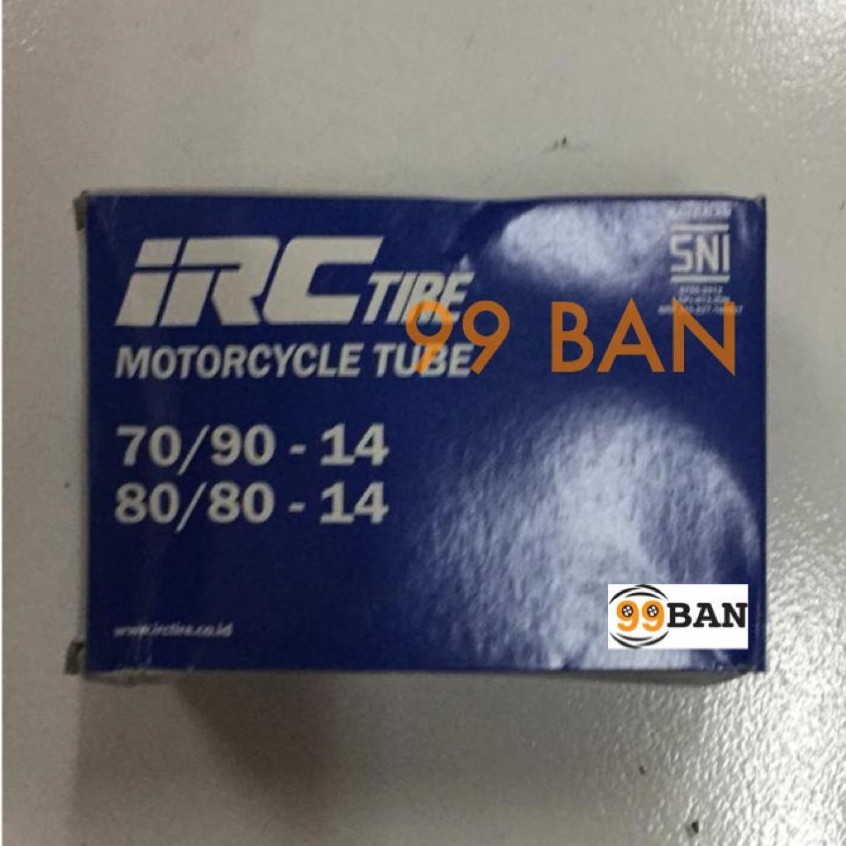 iRC TIRE
MOTORCYCLE TUBE
99 BAN
SNI
70/90 - 14
80/80 - 14
www.irctire.co.id
99BAN